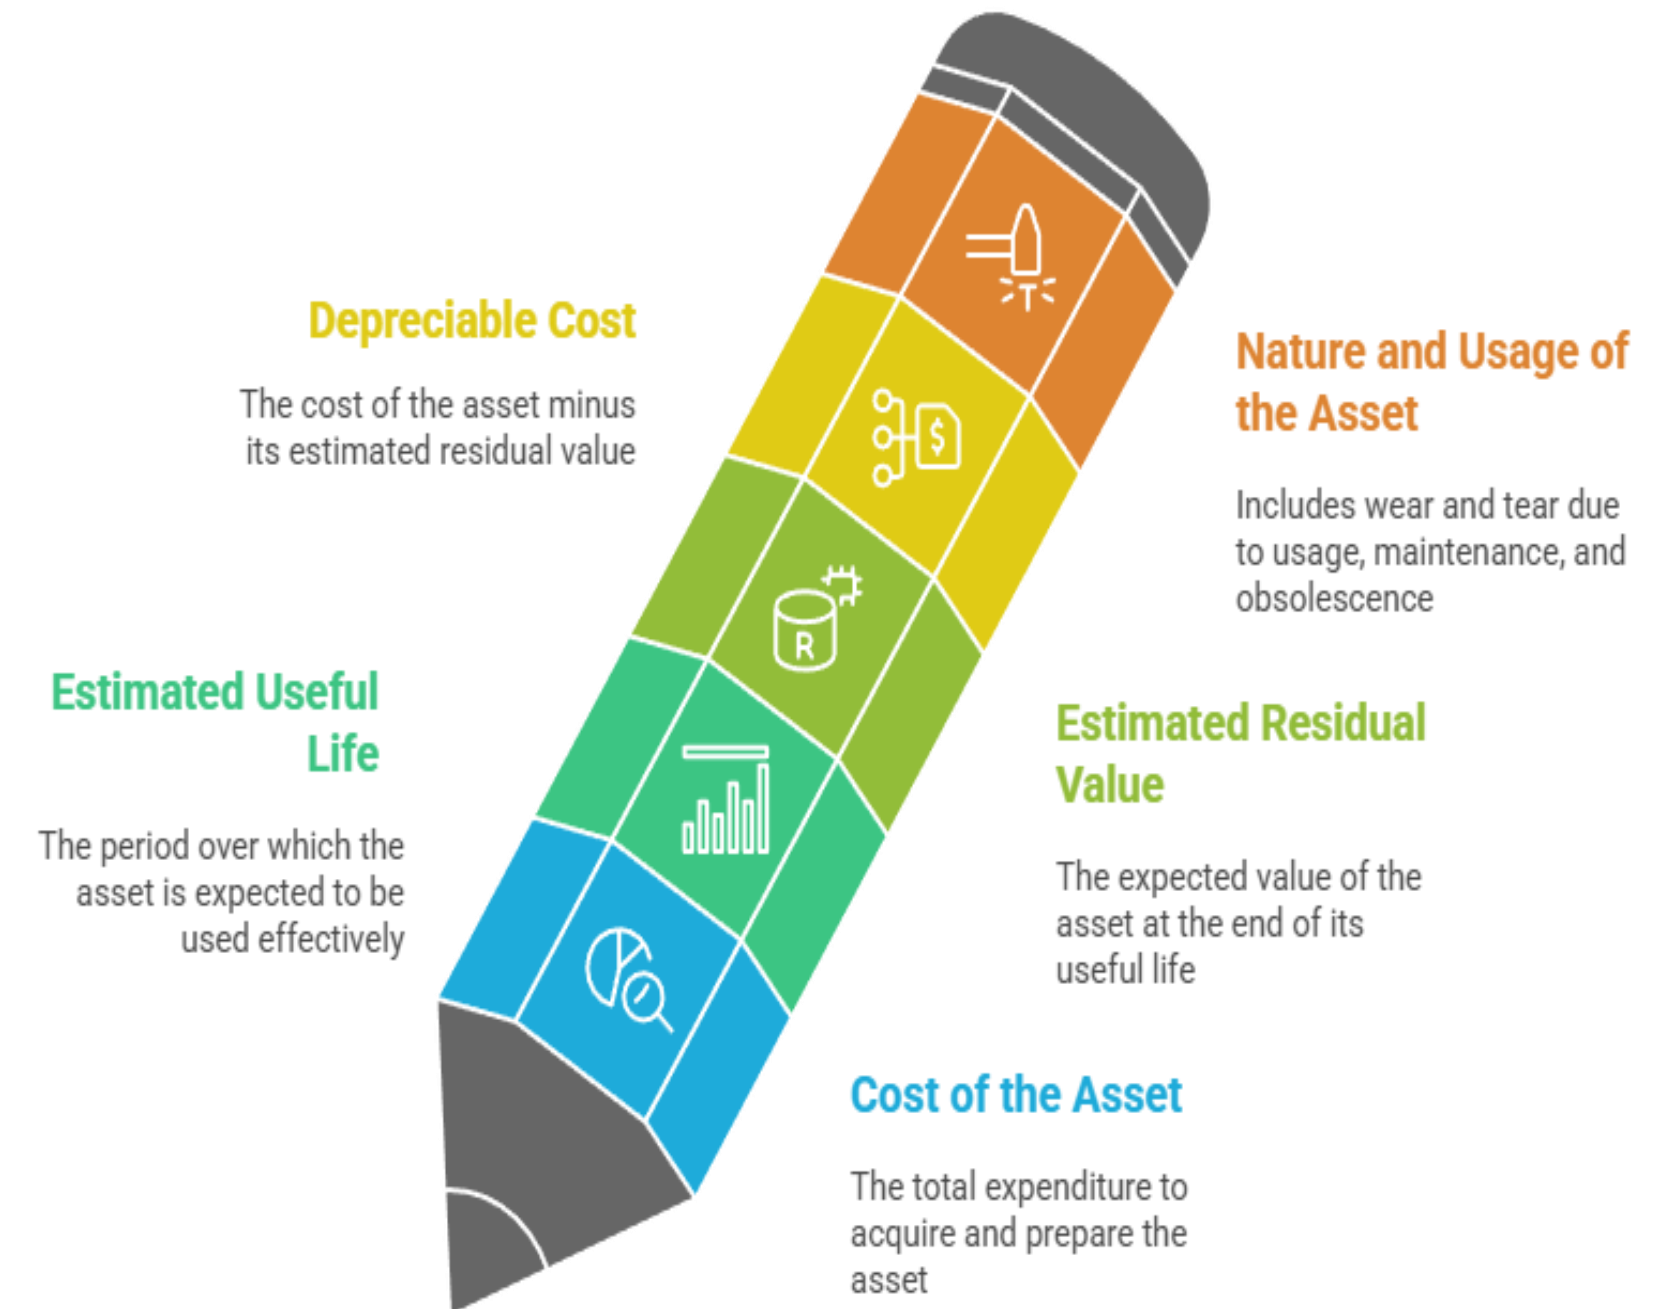 Depreciable Cost
The cost of the asset minus
its estimated residual value
Nature and Usage of
the Asset
Includes wear and tear due
to usage, maintenance, and
obsolescence
$
R
Estimated Useful
Life
The period over which the
asset is expected to be
used effectively
Estimated Residual
Value
The expected value of the
asset at the end of its
useful life
Cost of the Asset
The total expenditure to
acquire and prepare the
asset